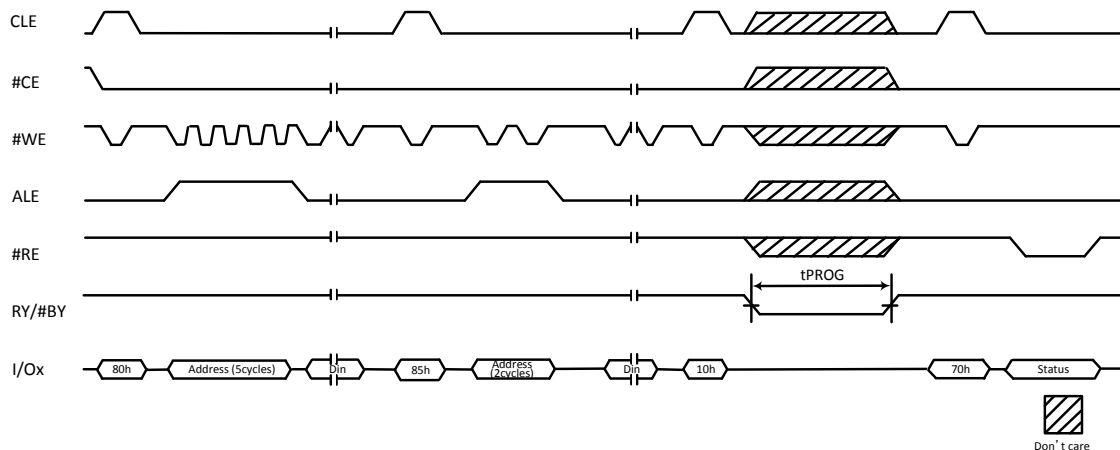 CLE
#CE
#WE
ALE
#RE
tPROG
RY/#BY
I/Ox
80h
Address (5cycles)
Din
85h
Address
(2cycles)
Din
10h
70h
Status
Don't care